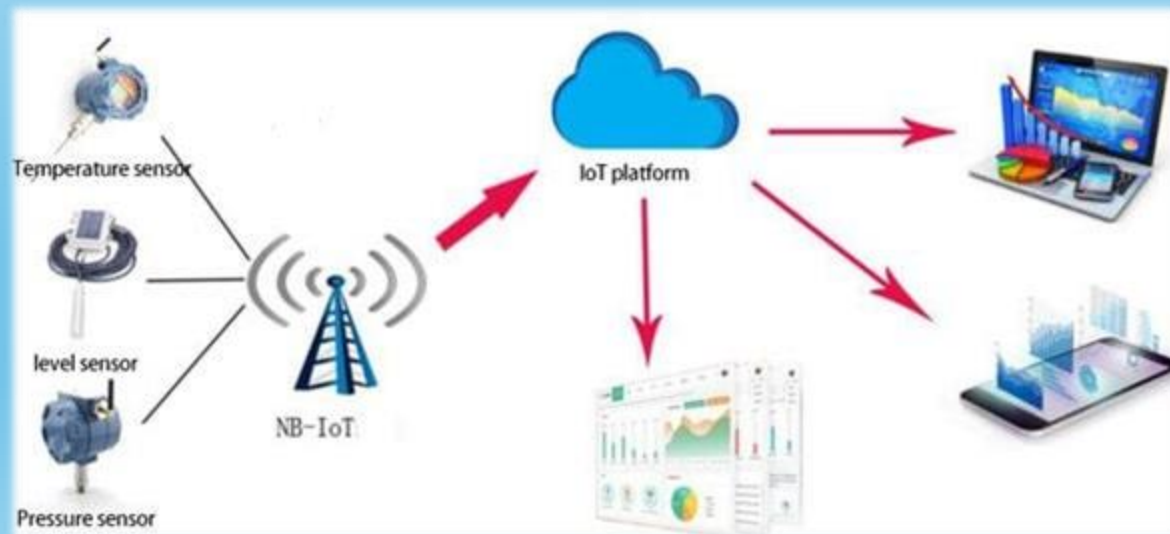 Temperature sensor
level sensor
Pressure sensor
NB-IoT
IoT platform